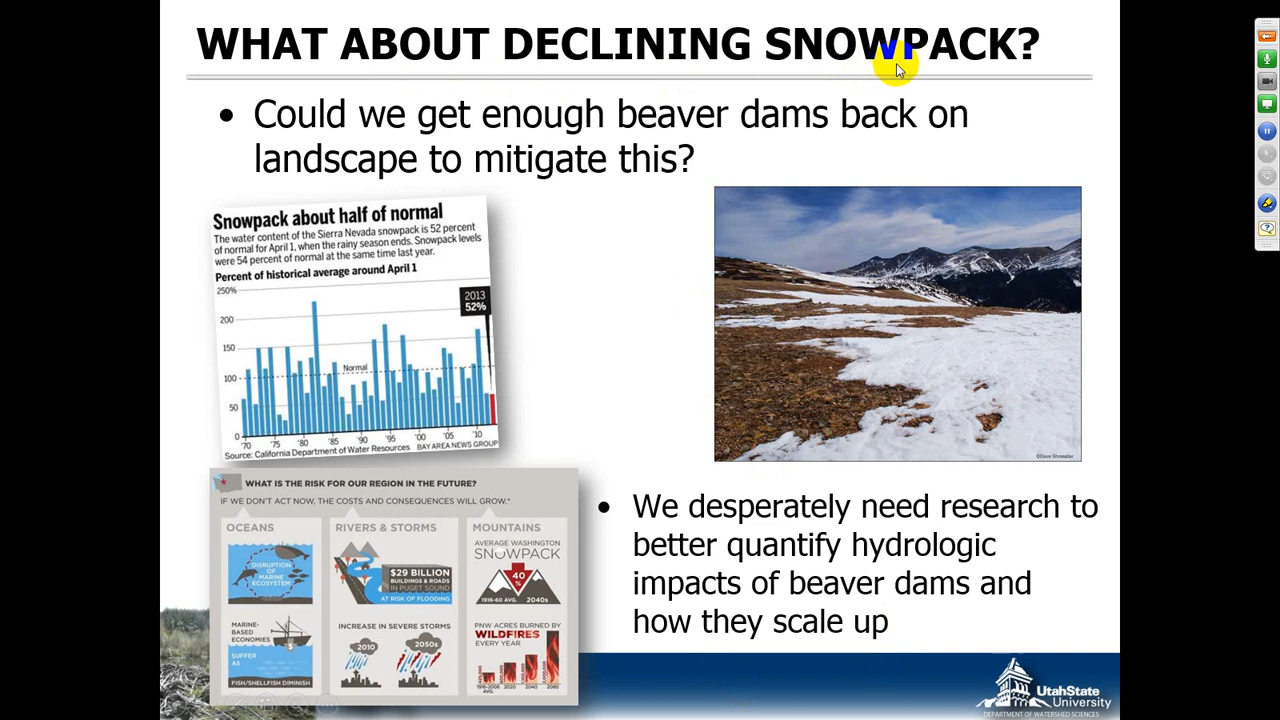 WHAT ABOUT DECLINING SNOWPACK?
• Could we get enough beaver dams back on
landscape to mitigate this?
Snowpack about half of normal
The water content of the Sierra Nevada snowpack is 52 percent
of normal for April 1, when the rainy season ends. Snowpack levels
were 54 percent of normal at the same time last year.
Percent of historical average around April 1
250%
200
150
100
50
0
2013
52%
Normal
'70 '75 '80 '85 '90 '95 '00 '05 '10
Source: California Department of Water Resources BAY AREA NEWS GROUP
©Dave Showalter
WHAT IS THE RISK FOR OUR REGION IN THE FUTURE?
IF WE DON'T ACT NOW, THE COSTS AND CONSEQUENCES WILL GROW.*
OCEANS
DISRUPTION
OF
MARINE
ECOSYSTEM
MARINE-
BASED
ECONOMIES
SUFFER
AS
FISH/SHELLFISH DIMINISH
RIVERS & STORMS
$29 BILLION
BUILDINGS & ROADS
IN PUGET SOUND
AT RISK OF FLOODING
INCREASE IN SEVERE STORMS
2010
2050s
MOUNTAINS
AVERAGE WASHINGTON
SNOWPACK
40
%
1916-60 AVG. 2040s
PNW ACRES BURNED BY
WILDFIRES
EVERY YEAR
1916-2006
AVG.
2020 2040 2080
• We desperately need research to
better quantify hydrologic
impacts of beaver dams and
how they scale up
UtahState
University
DEPARTMENT OF WATERSHED SCIENCES